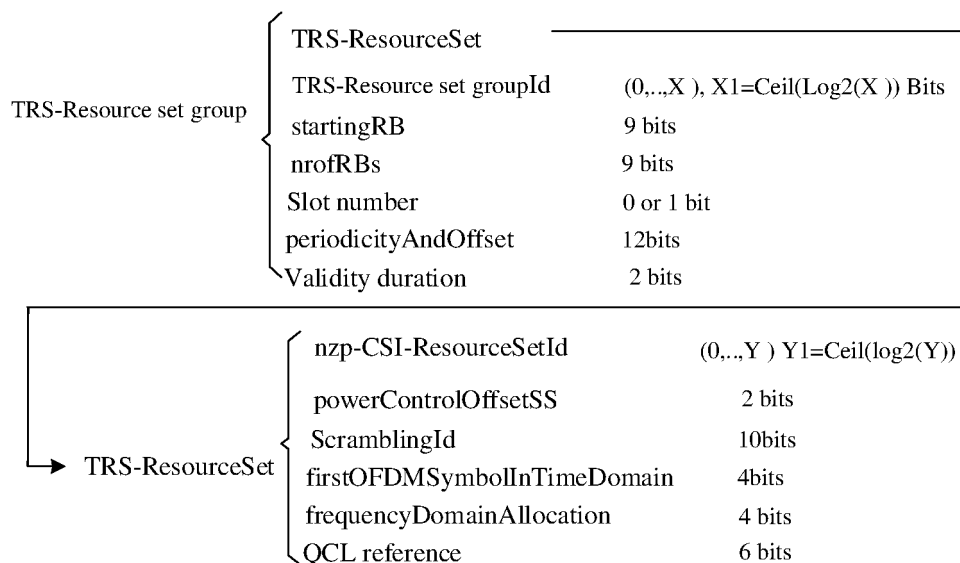 TRS-ResourceSet
TRS-Resource set groupId (0,..,X ), X1=Ceil(Log2(X )) Bits
TRS-Resource set group
startingRB 9 bits
nrofRBs 9 bits
Slot number 0 or 1 bit
periodicityAndOffset 12bits
Validity duration 2 bits
nzp-CSI-ResourceSetId (0,..,Y ) Y1=Ceil(log2(Y))
powerControlOffsetSS 2 bits
ScramblingId 10bits
TRS-ResourceSet
firstOFDMSymbolInTimeDomain 4bits
frequencyDomainAllocation 4 bits
QCL reference 6 bits